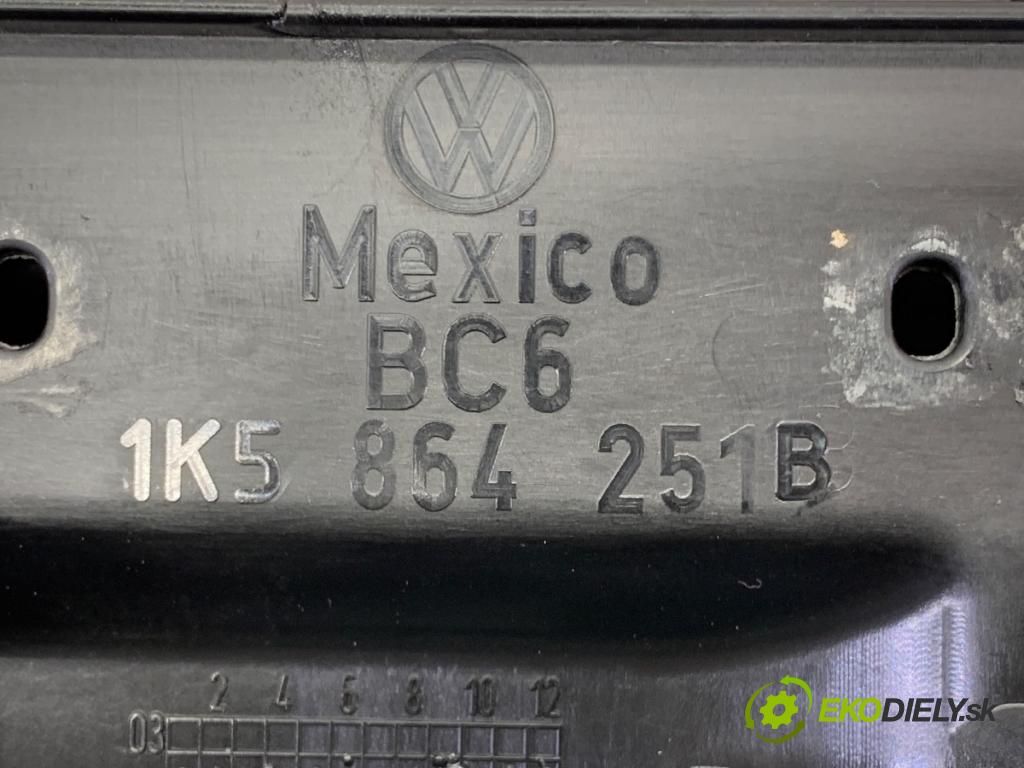 Mexico
BC6
1K5 864 251B
2 4 6 8 10 12
03
EKODIELY.sk